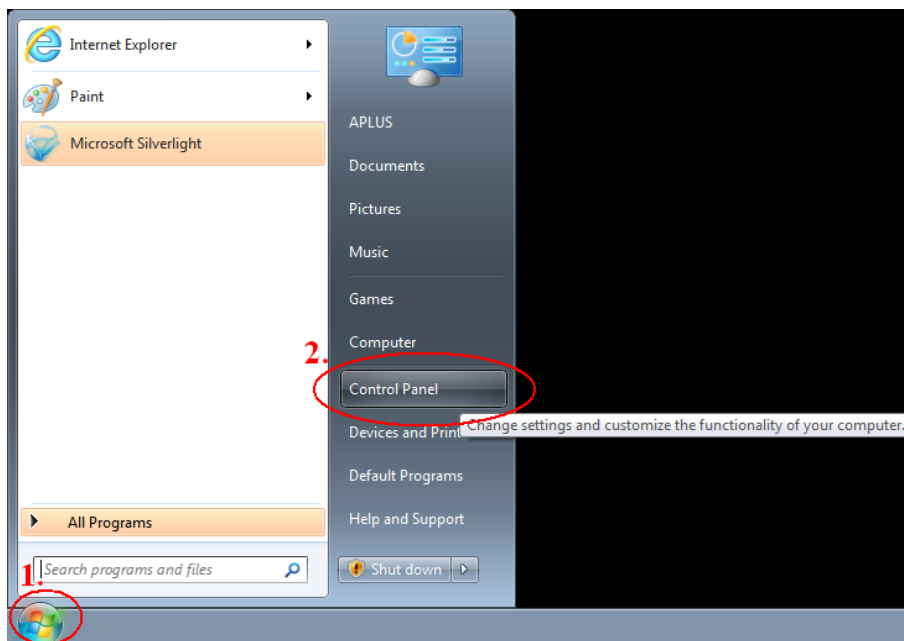 Internet Explorer
Paint
Microsoft Silverlight
All Programs
Search programs and files
1.
APLUS
Documents
Pictures
Music
Games
Computer
2.
Control Panel
Change settings and customize the functionality of your computer.
Devices and Print
Default Programs
Help and Support
Shut down